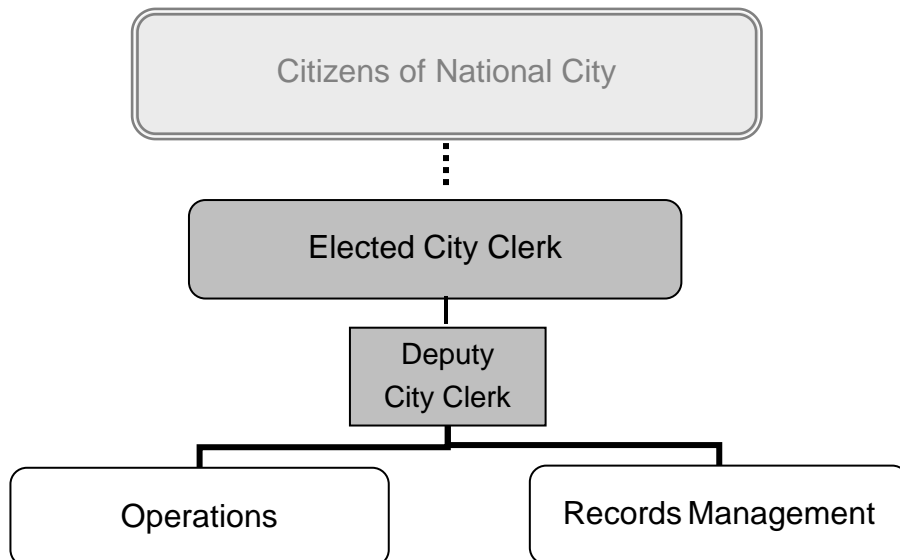 Citizens of National City
Elected City Clerk
Deputy
City Clerk
Operations
Records Management